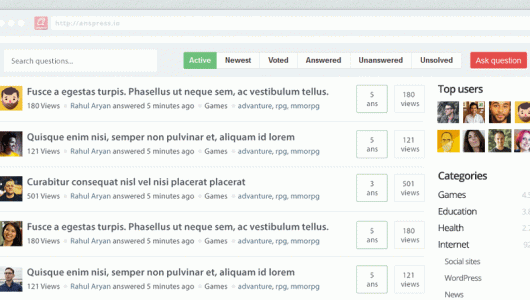 http://anspress.io
Search questions...
Active Newest Voted Answered Unanswered Unsolved
Ask question
Fusce a egestas turpis. Phasellus ut neque sem, ac vestibulum tellus.
180 Views Rahul Aryan answered 5 minutes ago Games advanture, rpg, mmorpg
5 ans
180 views
Quisque enim nisi, semper non pulvinar et, aliquam id lorem
121 Views Rahul Aryan answered 5 minutes ago Games advanture, rpg, mmorpg
5 ans
121 views
Curabitur consequat nisl vel nisi placerat placerat
501 Views Rahul Aryan answered 5 minutes ago Games advanture, rpg, mmorpg
3 ans
501 views
Fusce a egestas turpis. Phasellus ut neque sem, ac vestibulum tellus.
180 Views Rahul Aryan answered 5 minutes ago Games advanture, rpg, mmorpg
5 ans
180 views
Quisque enim nisi, semper non pulvinar et, aliquam id lorem
121 Views Rahul Aryan answered 5 minutes ago Games advanture, rpg, mmorpg
5 ans
121 views
Top users
Categories
Games
Education
Health
Internet
Social sites
WordPress
News